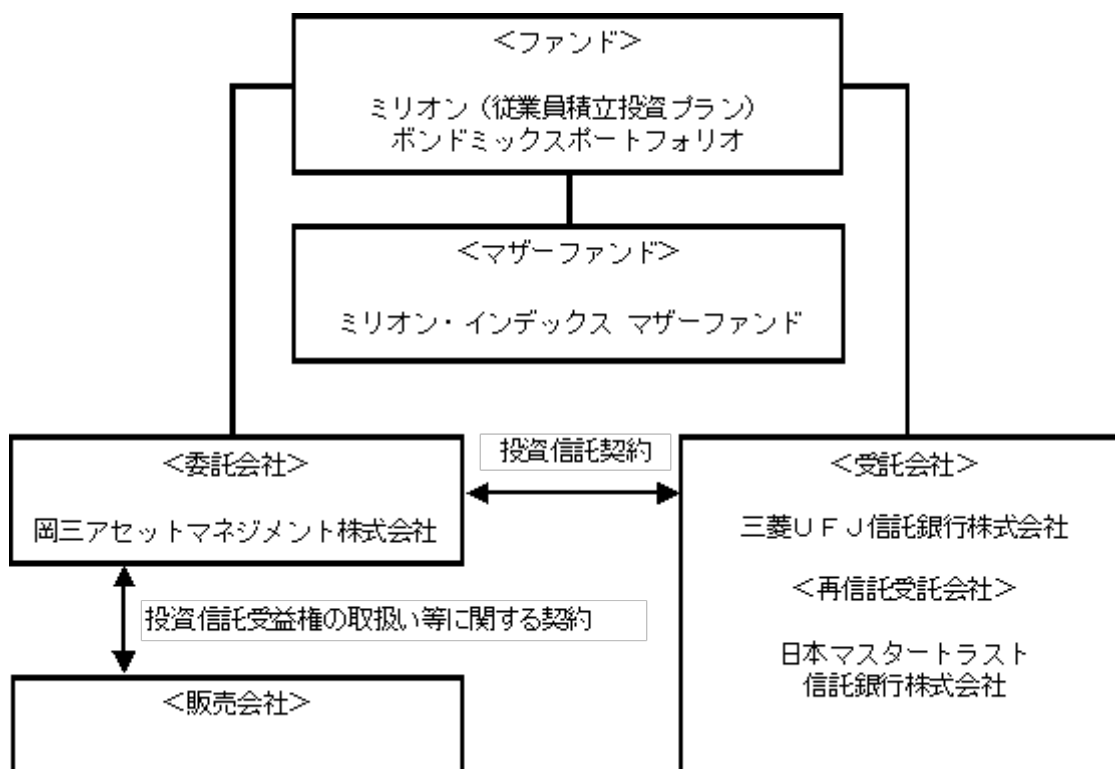 ＜ファンド＞
ミリオン（従業員積立投資プラン）
ボンドミックスポートフォリオ
＜マザーファンド＞
ミリオン・インデックス マザーファンド
＜委託会社＞
岡三アセットマネジメント株式会社
投資信託契約
＜受託会社＞
三菱ＵＦＪ信託銀行株式会社
＜再信託受託会社＞
日本マスタートラスト
信託銀行株式会社
投資信託受益権の取扱い等に関する契約
＜販売会社＞